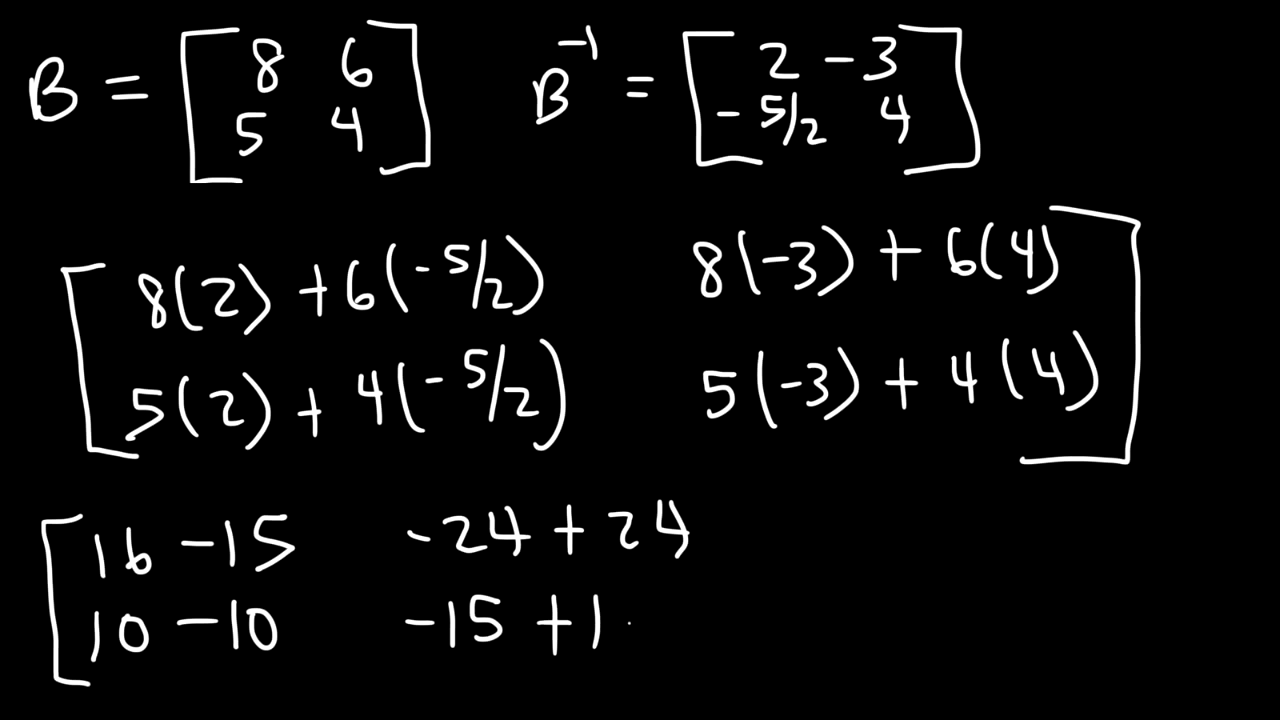 B = [ 8 6 B⁻¹ = [ 2 -3
5 4 ] - 5/2 4 ]
[ 8(2) + 6(- 5/2) 8(-3) + 6(4)
5(2) + 4(- 5/2) 5(-3) + 4(4) ]
[ 16 - 15 -24 + 24
10 - 10 -15 + 1